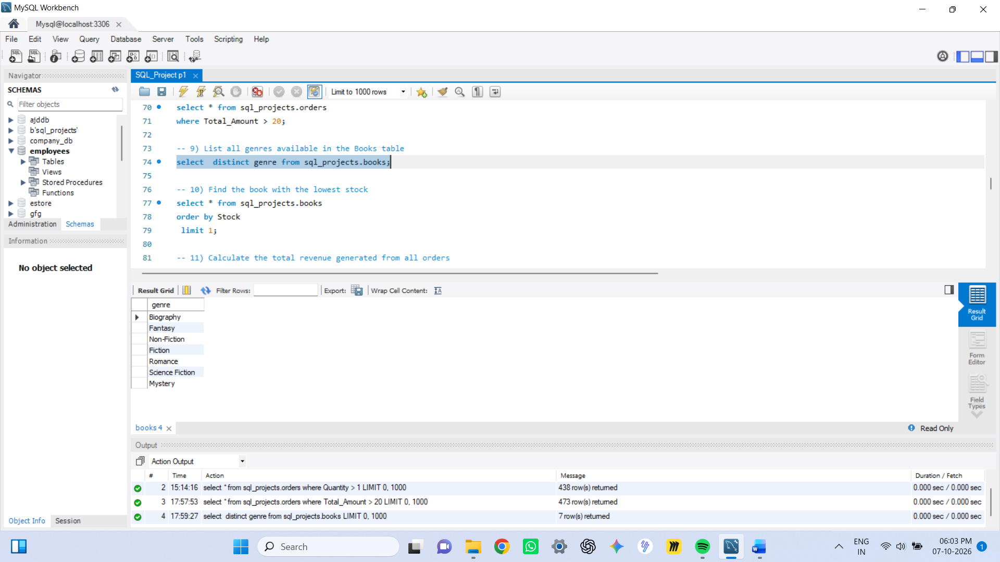 MySQL Workbench
Mysql@localhost:3306
File Edit View Query Database Server Tools Scripting Help
Navigator
SCHEMAS
Filter objects
ajddb
b'sql_projects'
company_db
employees
Tables
Views
Stored Procedures
Functions
estore
gfg
Administration Schemas
Information
No object selected
Object Info Session
SQL_Project p1
Limit to 1000 rows
70 select * from sql_projects.orders
71 where Total_Amount > 20;
72
73 -- 9) List all genres available in the Books table
74 select  distinct genre from sql_projects.books;
75
76 -- 10) Find the book with the lowest stock
77 select * from sql_projects.books
78 order by Stock
79 limit 1;
80
81 -- 11) Calculate the total revenue generated from all orders
Result Grid Filter Rows: Export: Wrap Cell Content:
genre
Biography
Fantasy
Non-Fiction
Fiction
Romance
Science Fiction
Mystery
Result Grid
Form Editor
Field Types
books 4
Read Only
Output
Action Output
# Time Action Message Duration / Fetch
2 15:14:16 select * from sql_projects.orders where Quantity > 1 LIMIT 0, 1000 438 row(s) returned 0.000 sec / 0.000 sec
3 17:57:53 select * from sql_projects.orders where Total_Amount > 20 LIMIT 0, 1000 473 row(s) returned 0.000 sec / 0.000 sec
4 17:59:27 select  distinct genre from sql_projects.books LIMIT 0, 1000 7 row(s) returned 0.000 sec / 0.000 sec
Search
ENG
IN
06:03 PM
07-10-2026
1